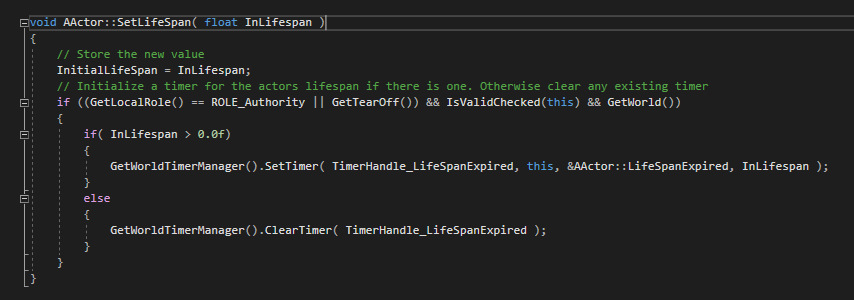 void AActor::SetLifeSpan( float InLifespan )
{
    // Store the new value
    InitialLifeSpan = InLifespan;
    // Initialize a timer for the actors lifespan if there is one. Otherwise clear any existing timer
    if ((GetLocalRole() == ROLE_Authority || GetTearOff()) && IsValidChecked(this) && GetWorld())
    {
        if( InLifespan > 0.0f)
        {
            GetWorldTimerManager().SetTimer( TimerHandle_LifeSpanExpired, this, &AActor::LifeSpanExpired, InLifespan );
        }
        else
        {
            GetWorldTimerManager().ClearTimer( TimerHandle_LifeSpanExpired );
        }
    }
}